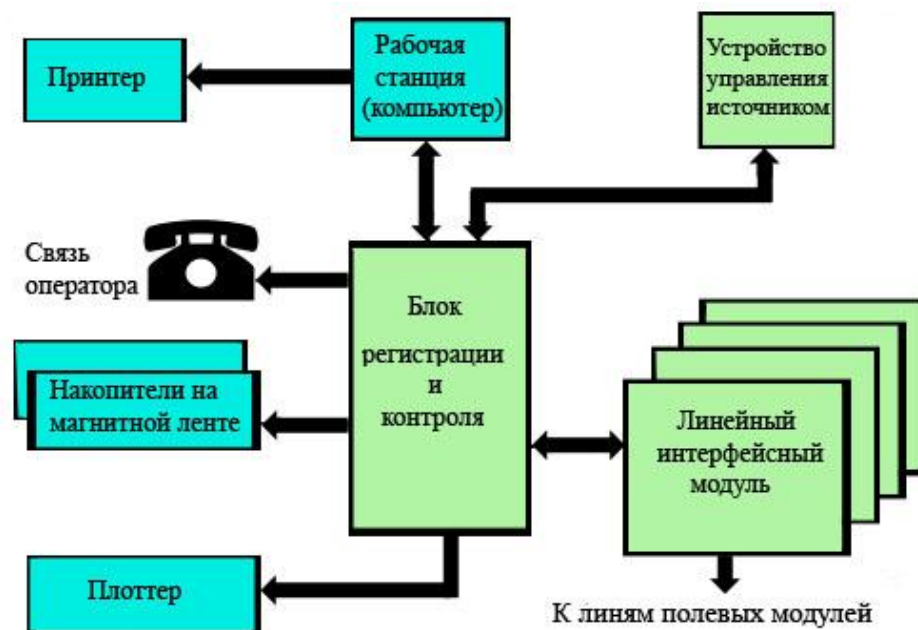 Принтер
Рабочая
станция
(компьютер)
Устройство
управления
источником
Связь
оператора
Блок
регистрации
и
контроля
Накопители на
магнитной ленте
Линейный
интерфейсный
модуль
Плоттер
К линям полевых модулей